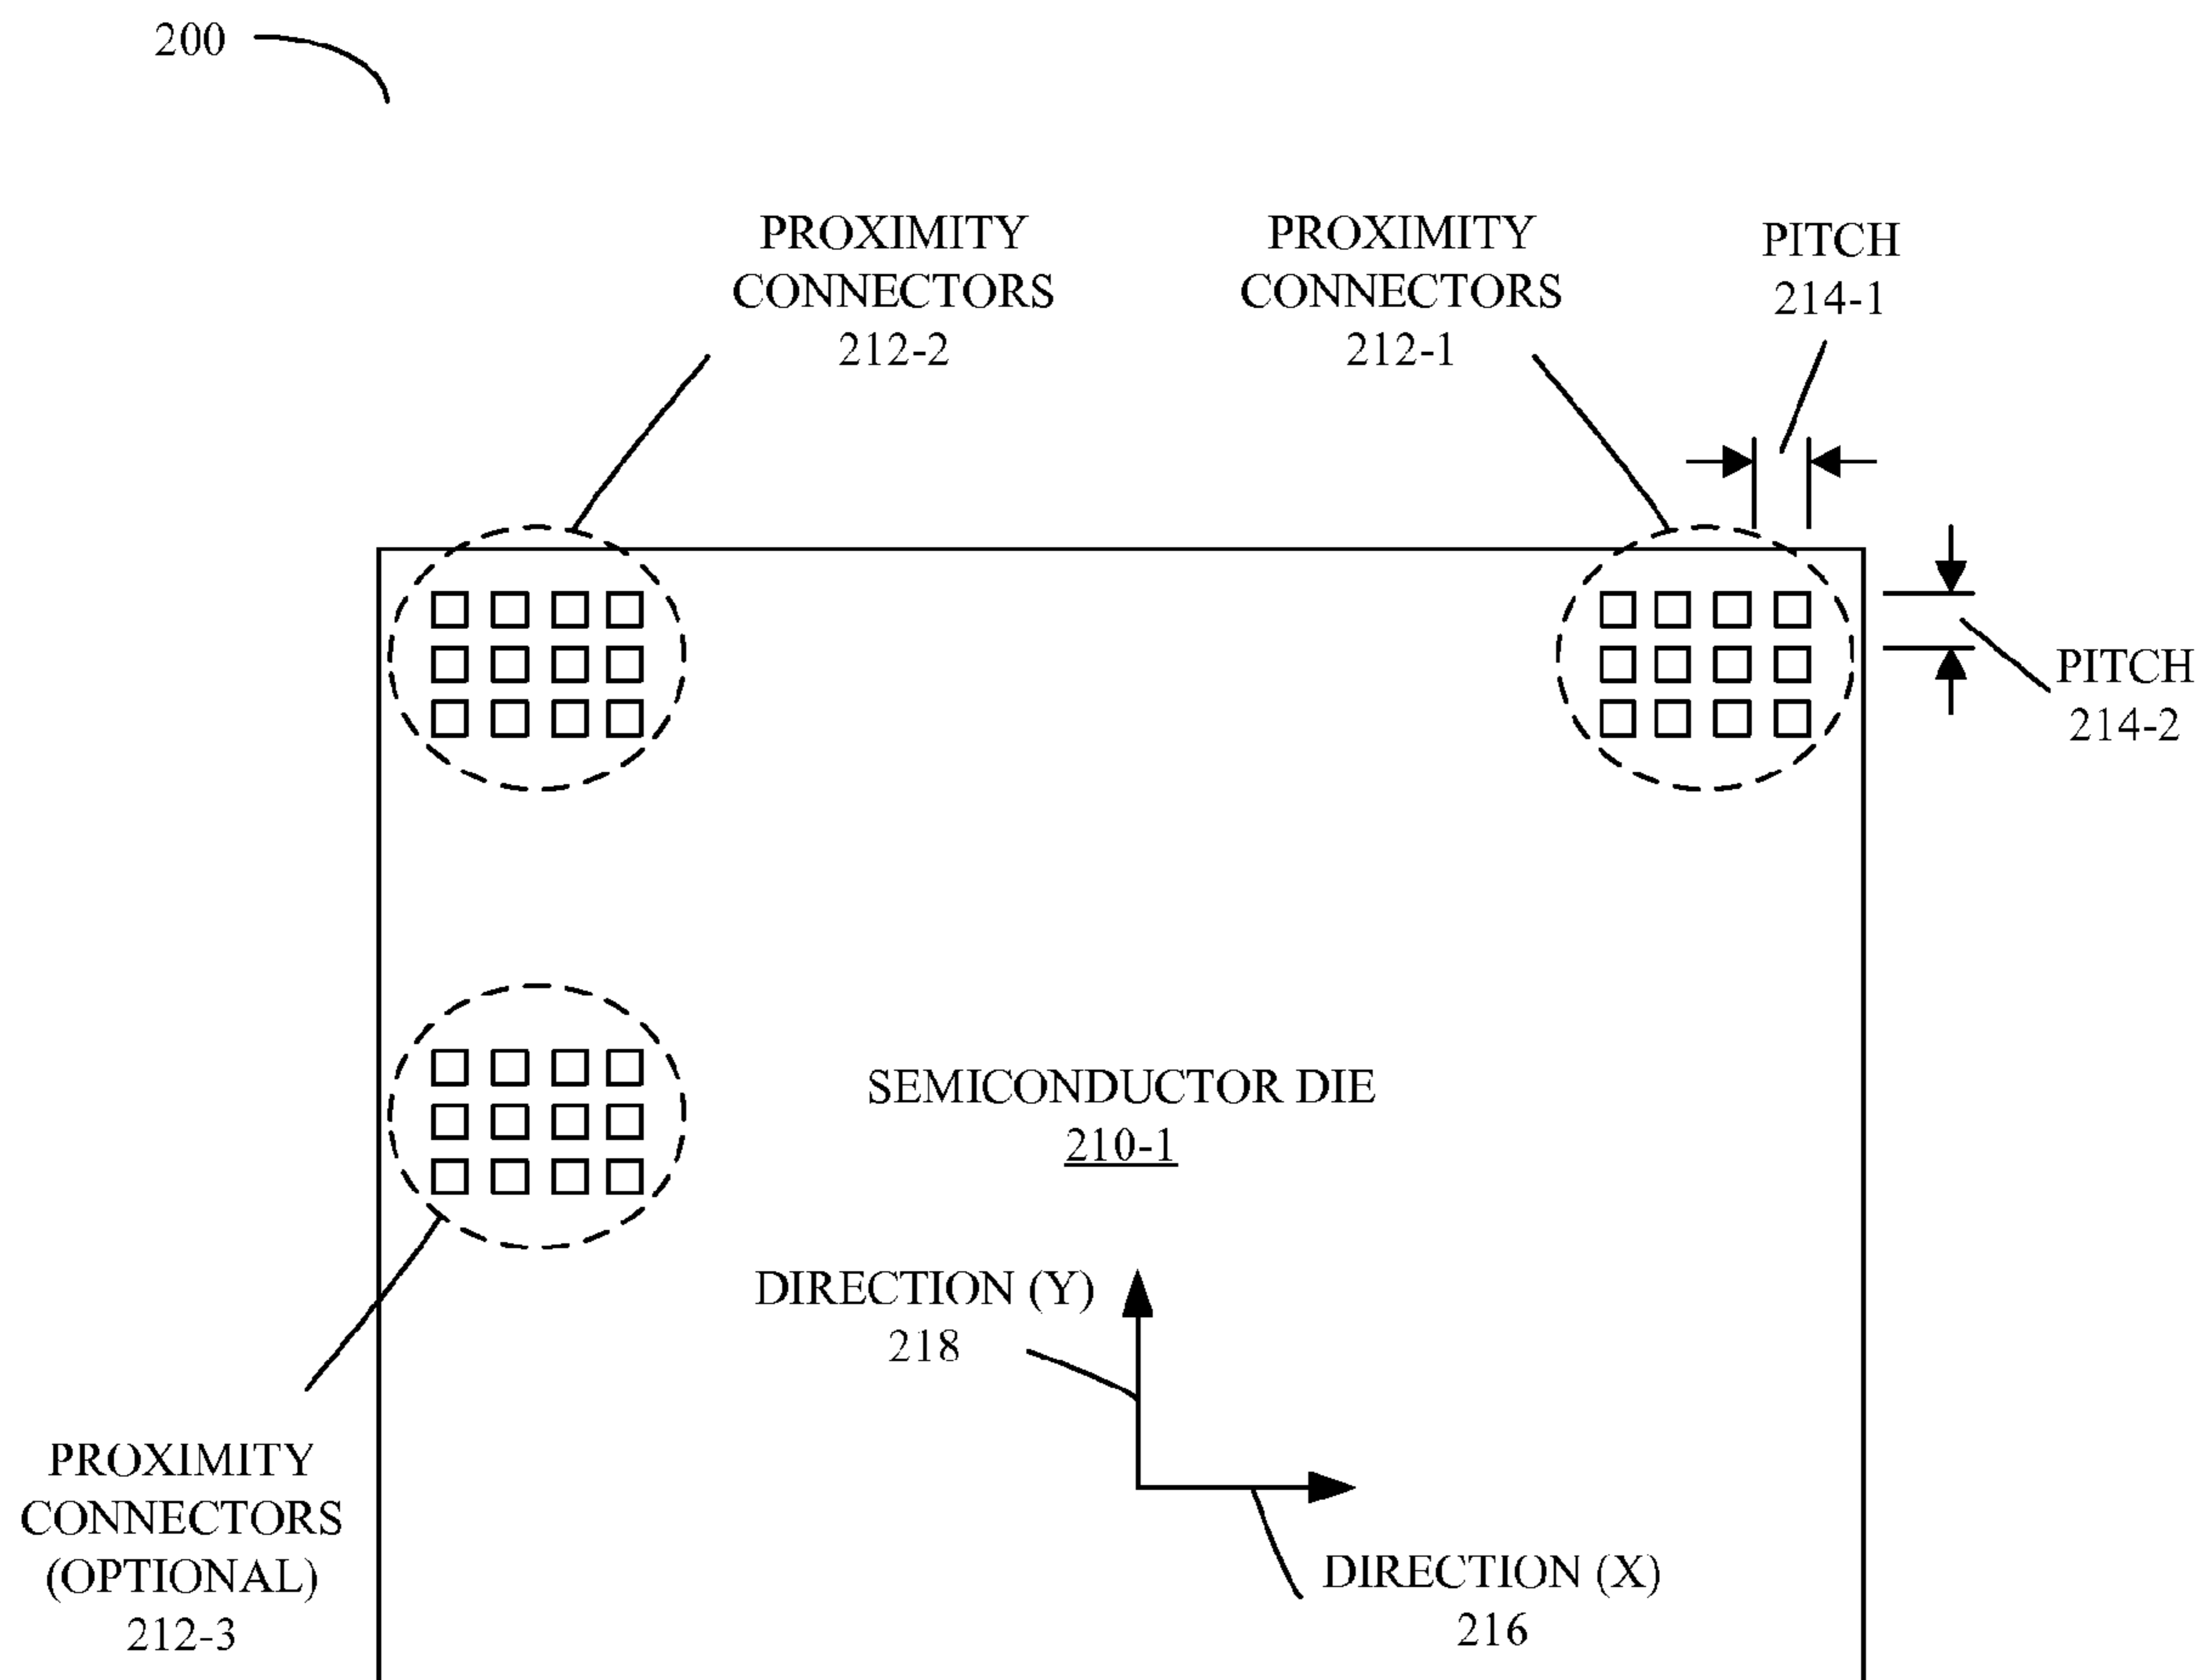 200
PROXIMITY
CONNECTORS
212-2
PROXIMITY
CONNECTORS
212-1
PITCH
214-1
PITCH
214-2
SEMICONDUCTOR DIE
210-1
DIRECTION (Y)
218
PROXIMITY
CONNECTORS
(OPTIONAL)
212-3
DIRECTION (X)
216